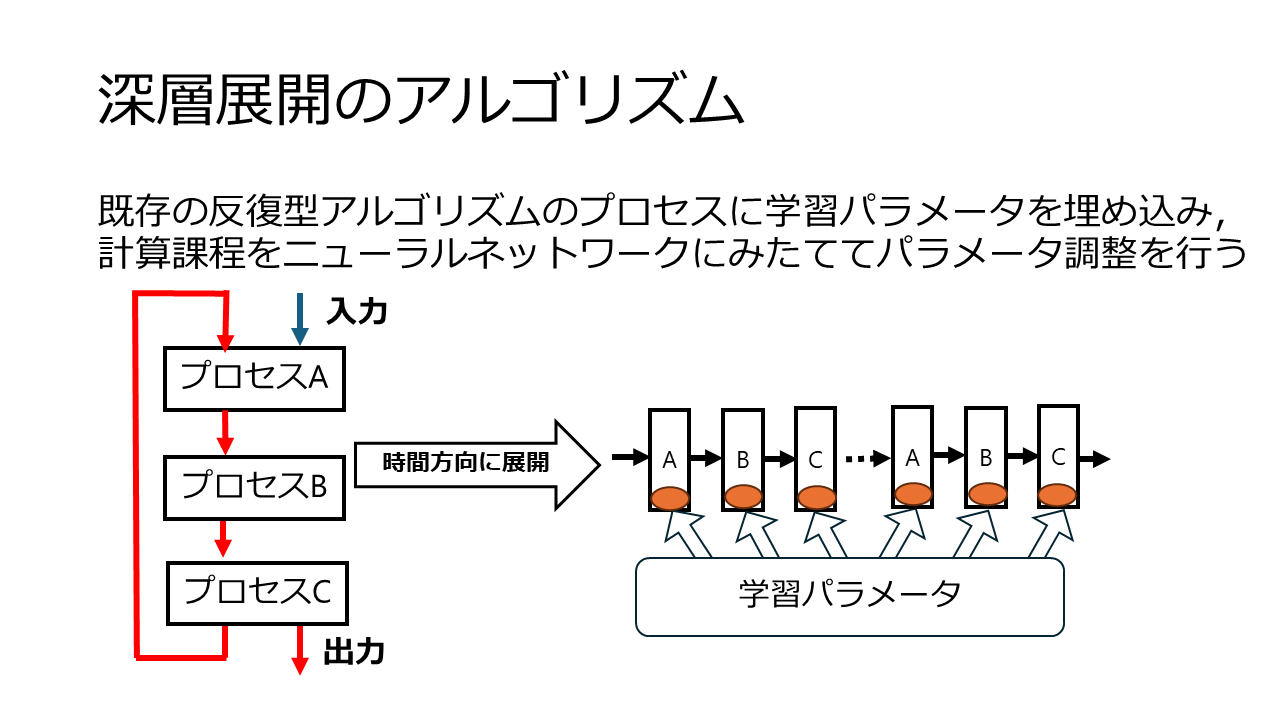 深層展開のアルゴリズム
既存の反復型アルゴリズムのプロセスに学習パラメータを埋め込み，
計算課程をニューラルネットワークにみたててパラメータ調整を行う
入力
プロセスA
プロセスB
プロセスC
出力
時間方向に展開
A
B
C
A
B
C
学習パラメータ